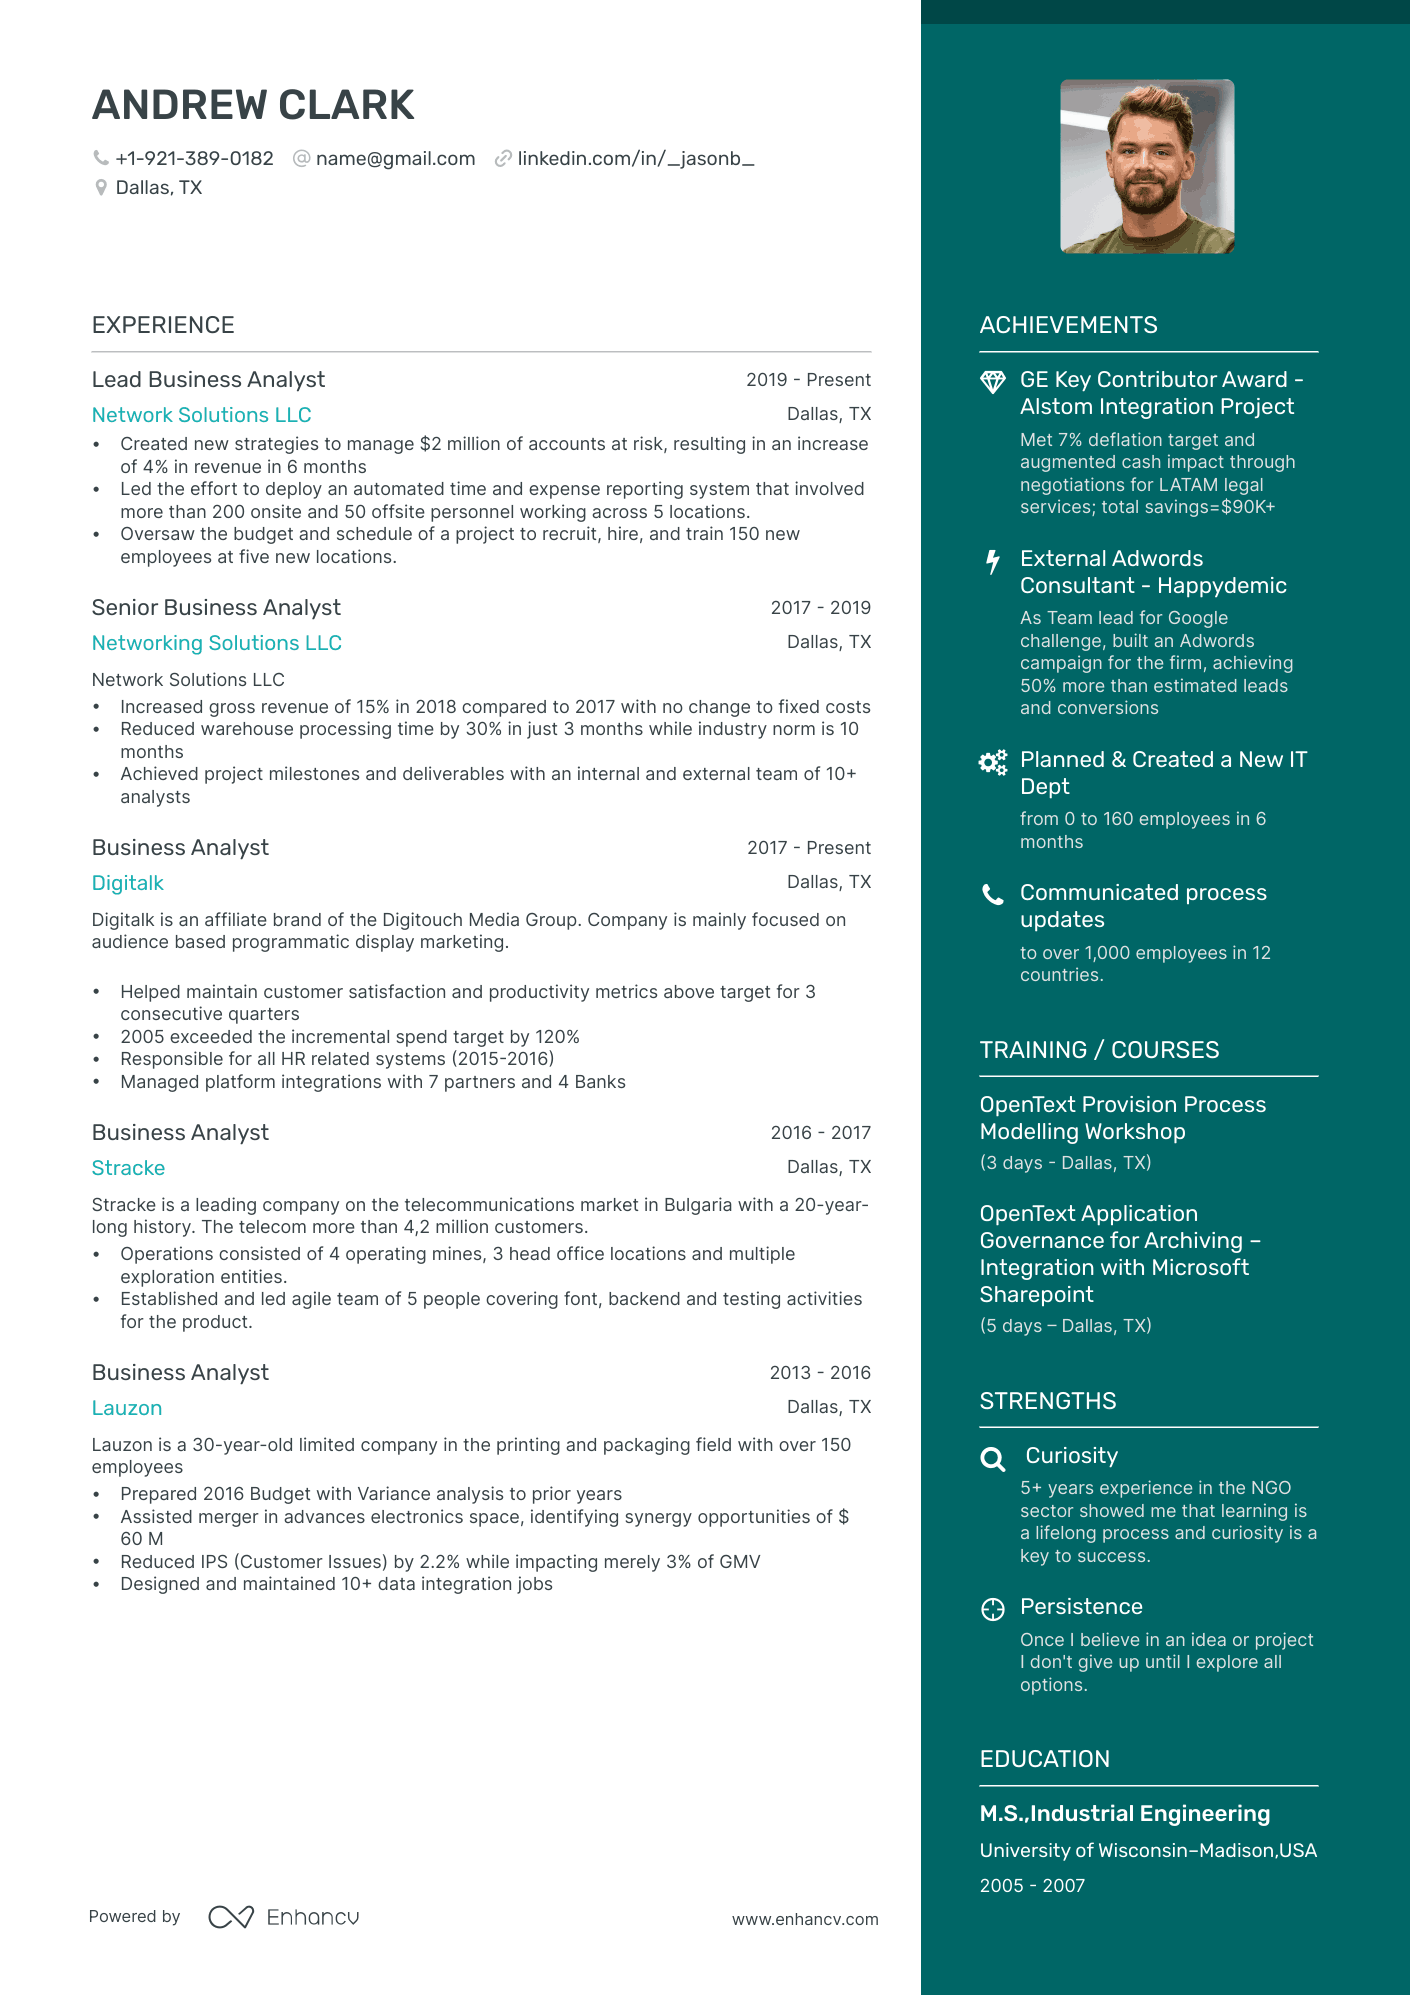 ANDREW CLARK
+1-921-389-0182 name@gmail.com linkedin.com/in/_jasonb_
Dallas, TX
EXPERIENCE
Lead Business Analyst 2019 - Present
Network Solutions LLC Dallas, TX
• Created new strategies to manage $2 million of accounts at risk, resulting in an increase
of 4% in revenue in 6 months
• Led the effort to deploy an automated time and expense reporting system that involved
more than 200 onsite and 50 offsite personnel working across 5 locations.
• Oversaw the budget and schedule of a project to recruit, hire, and train 150 new
employees at five new locations.
Senior Business Analyst 2017 - 2019
Networking Solutions LLC Dallas, TX
Network Solutions LLC
• Increased gross revenue of 15% in 2018 compared to 2017 with no change to fixed costs
• Reduced warehouse processing time by 30% in just 3 months while industry norm is 10
months
• Achieved project milestones and deliverables with an internal and external team of 10+
analysts
Business Analyst 2017 - Present
Digitalk Dallas, TX
Digitalk is an affiliate brand of the Digitouch Media Group. Company is mainly focused on
audience based programmatic display marketing.
• Helped maintain customer satisfaction and productivity metrics above target for 3
consecutive quarters
• 2005 exceeded the incremental spend target by 120%
• Responsible for all HR related systems (2015-2016)
• Managed platform integrations with 7 partners and 4 Banks
Business Analyst 2016 - 2017
Stracke Dallas, TX
Stracke is a leading company on the telecommunications market in Bulgaria with a 20-year-
long history. The telecom more than 4,2 million customers.
• Operations consisted of 4 operating mines, 3 head office locations and multiple
exploration entities.
• Established and led agile team of 5 people covering font, backend and testing activities
for the product.
Business Analyst 2013 - 2016
Lauzon Dallas, TX
Lauzon is a 30-year-old limited company in the printing and packaging field with over 150
employees
• Prepared 2016 Budget with Variance analysis to prior years
• Assisted merger in advances electronics space, identifying synergy opportunities of $
60 M
• Reduced IPS (Customer Issues) by 2.2% while impacting merely 3% of GMV
• Designed and maintained 10+ data integration jobs
ACHIEVEMENTS
GE Key Contributor Award -
Alstom Integration Project
Met 7% deflation target and
augmented cash impact through
negotiations for LATAM legal
services; total savings=$90K+
External Adwords
Consultant - Happydemic
As Team lead for Google
challenge, built an Adwords
campaign for the firm, achieving
50% more than estimated leads
and conversions
Planned & Created a New IT
Dept
from 0 to 160 employees in 6
months
Communicated process
updates
to over 1,000 employees in 12
countries.
TRAINING / COURSES
OpenText Provision Process
Modelling Workshop
(3 days - Dallas, TX)
OpenText Application
Governance for Archiving –
Integration with Microsoft
Sharepoint
(5 days – Dallas, TX)
STRENGTHS
Curiosity
5+ years experience in the NGO
sector showed me that learning is
a lifelong process and curiosity is a
key to success.
Persistence
Once I believe in an idea or project
I don't give up until I explore all
options.
EDUCATION
M.S.,Industrial Engineering
University of Wisconsin–Madison,USA
2005 - 2007
Powered by Enhancv www.enhancv.com